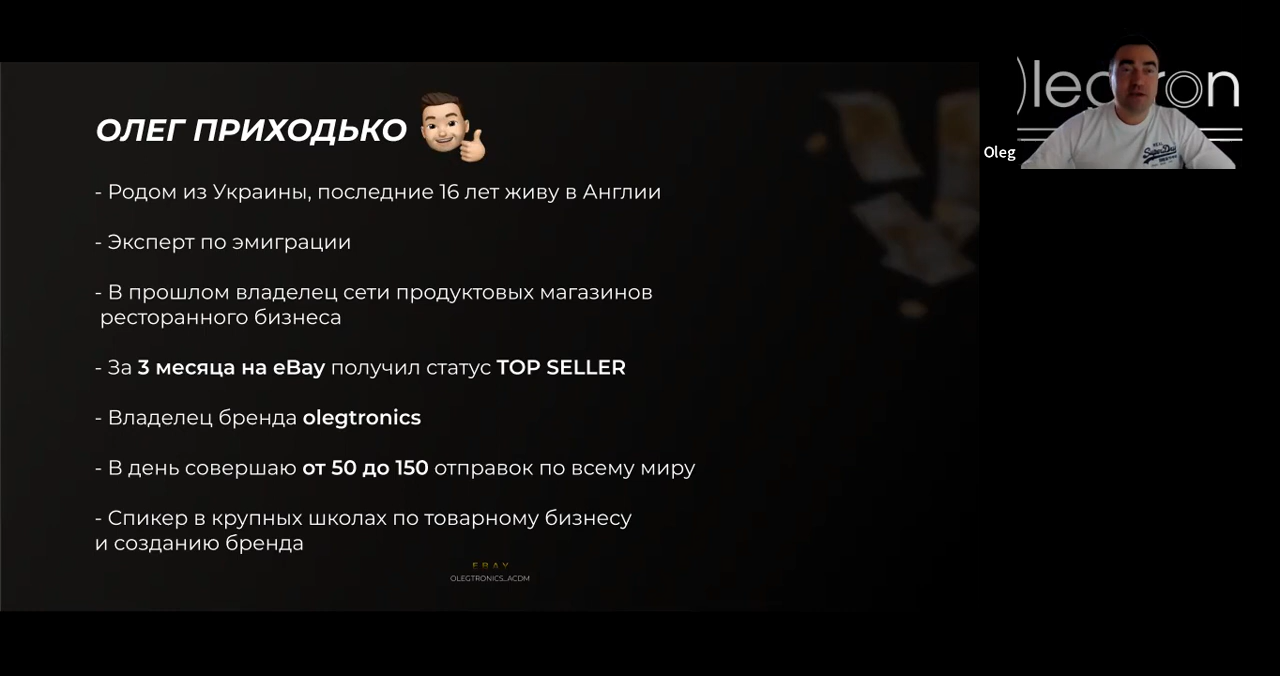 ОЛЕГ ПРИХОДЬКО
- Родом из Украины, последние 16 лет живу в Англии
- Эксперт по эмиграции
- В прошлом владелец сети продуктовых магазинов
ресторанного бизнеса
- За 3 месяца на eBay получил статус TOP SELLER
- Владелец бренда olegtronics
- В день совершаю от 50 до 150 отправок по всему миру
- Спикер в крупных школах по товарному бизнесу
и созданию бренда
EBAY
OLEGTRONICS_ACDM
Oleg